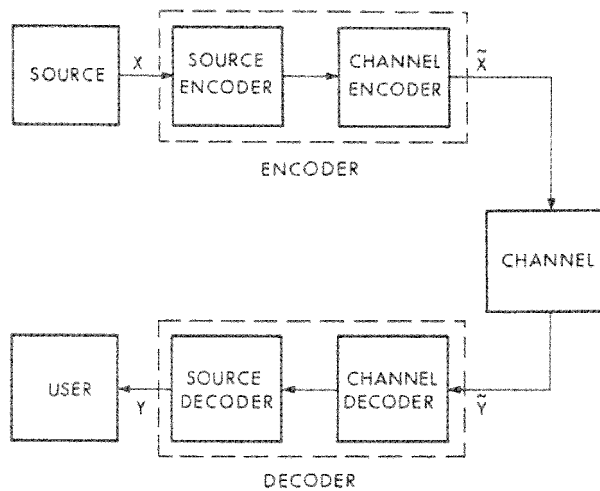 SOURCE
X
SOURCE
ENCODER
CHANNEL
ENCODER
X̃
ENCODER
CHANNEL
USER
Y
SOURCE
DECODER
CHANNEL
DECODER
Ỹ
DECODER